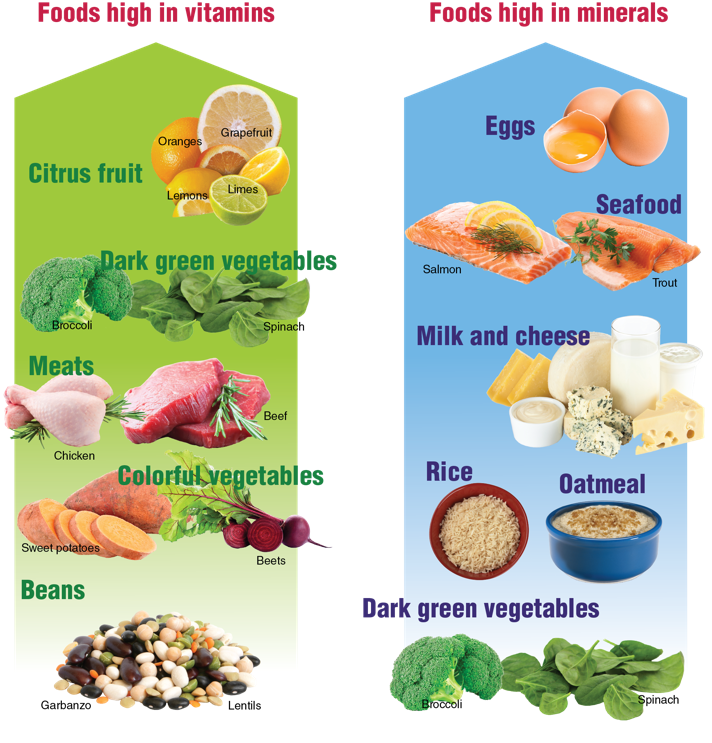 Foods high in vitamins
Oranges
Grapefruit
Citrus fruit
Lemons
Limes
Dark green vegetables
Broccoli
Spinach
Meats
Beef
Chicken
Colorful vegetables
Sweet potatoes
Beets
Beans
Garbanzo
Lentils
Foods high in minerals
Eggs
Seafood
Salmon
Trout
Milk and cheese
Rice
Oatmeal
Dark green vegetables
Broccoli
Spinach